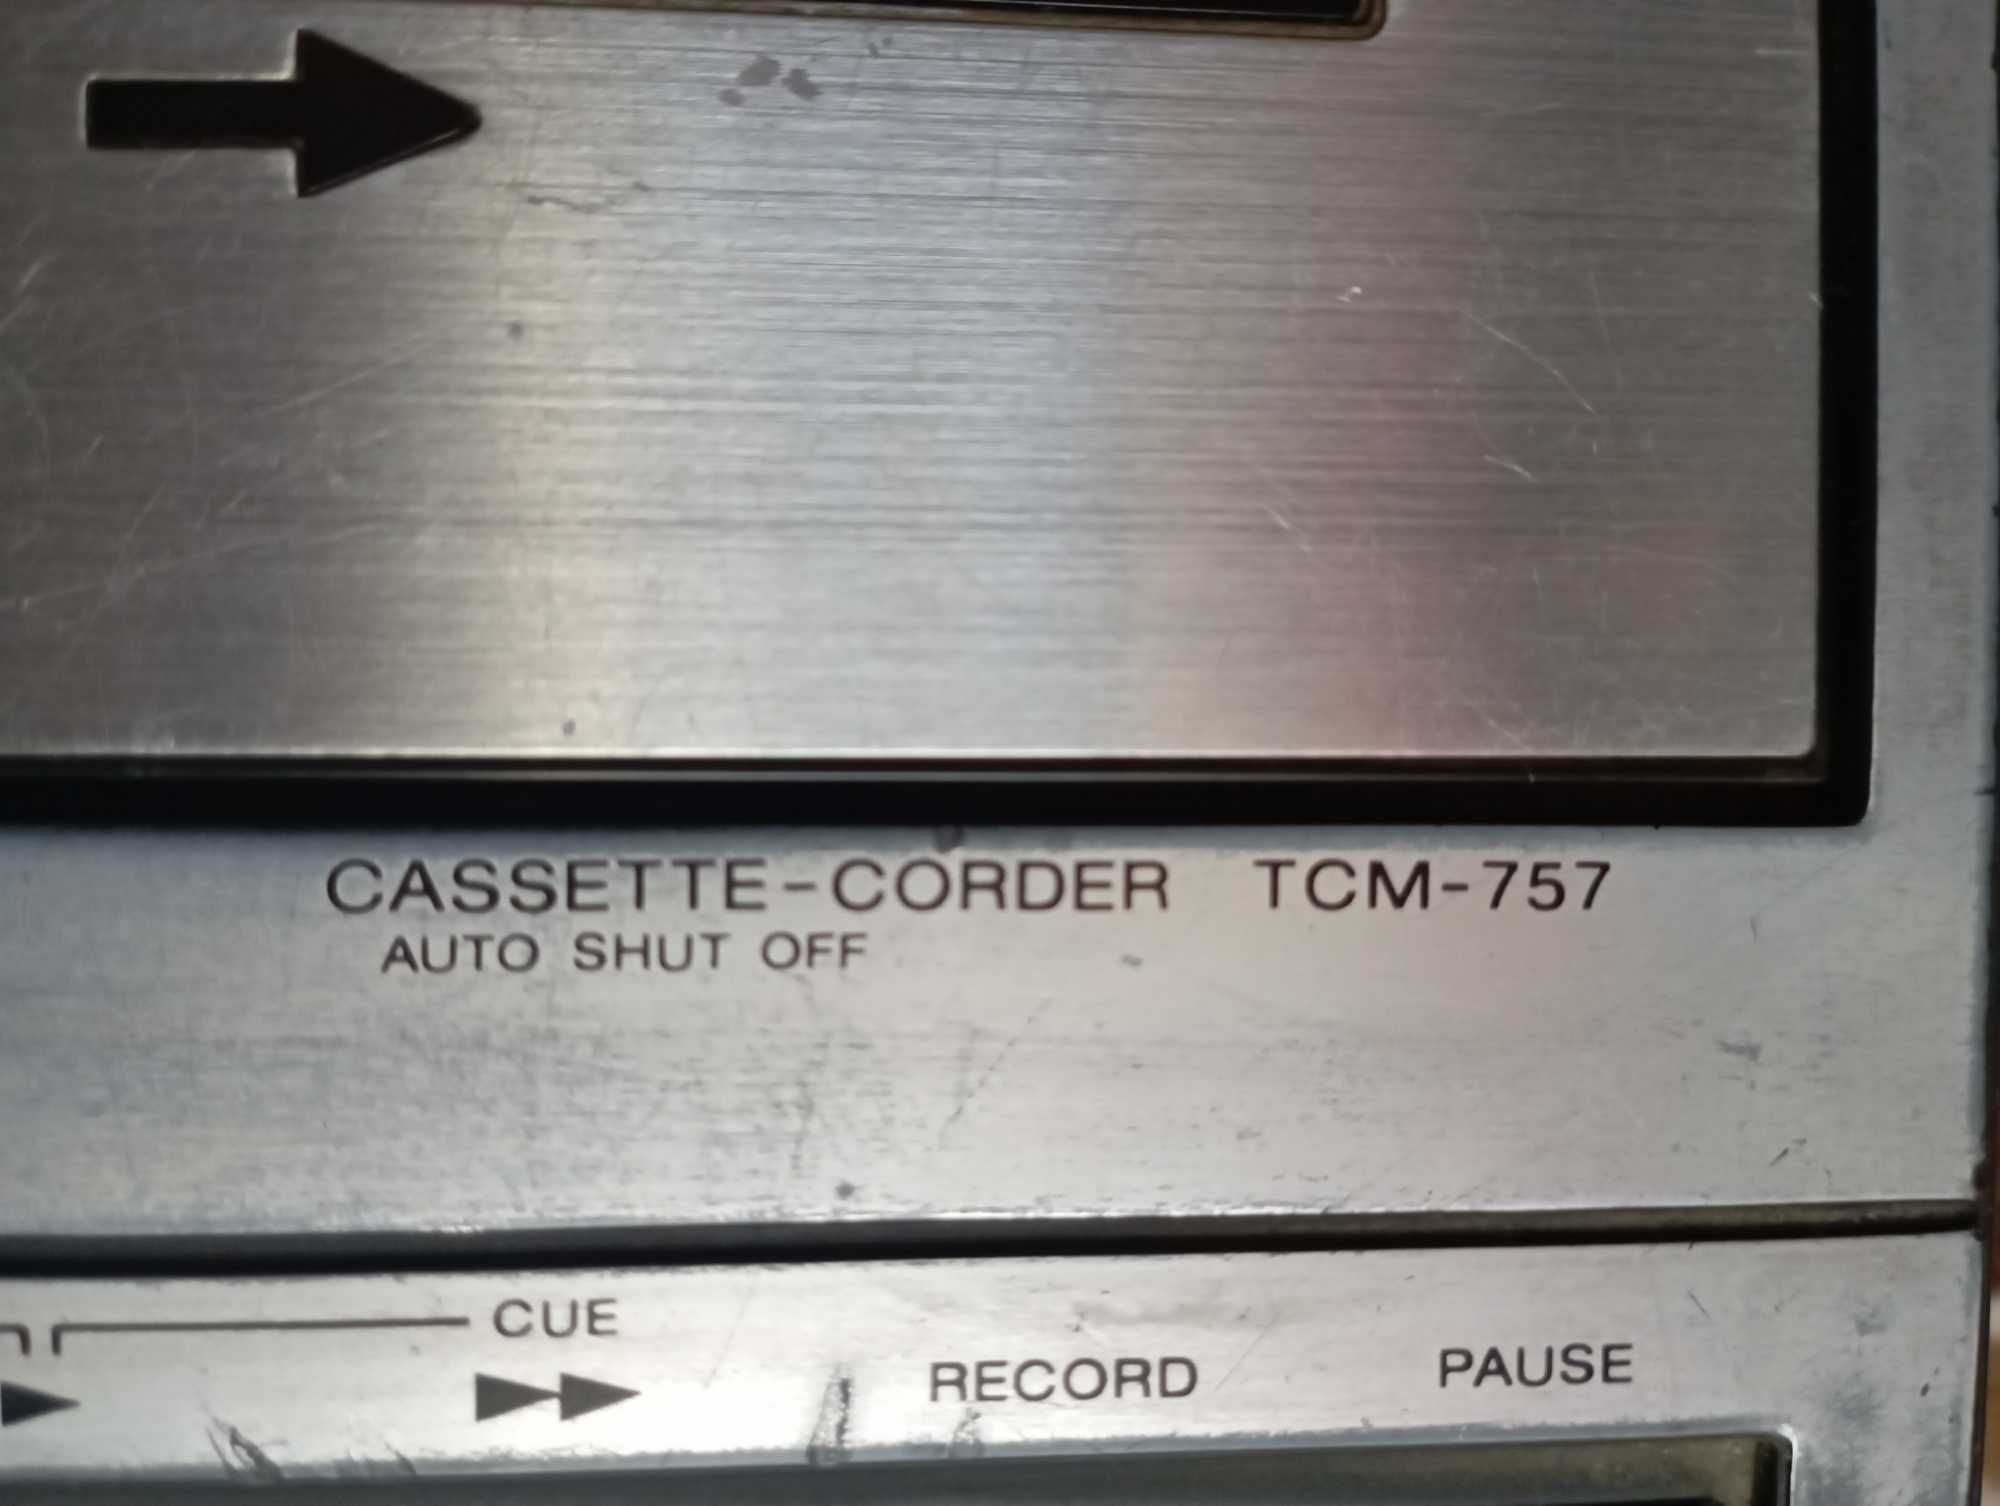 CASSETTE-CORDER TCM-757
AUTO SHUT OFF
CUE
RECORD PAUSE